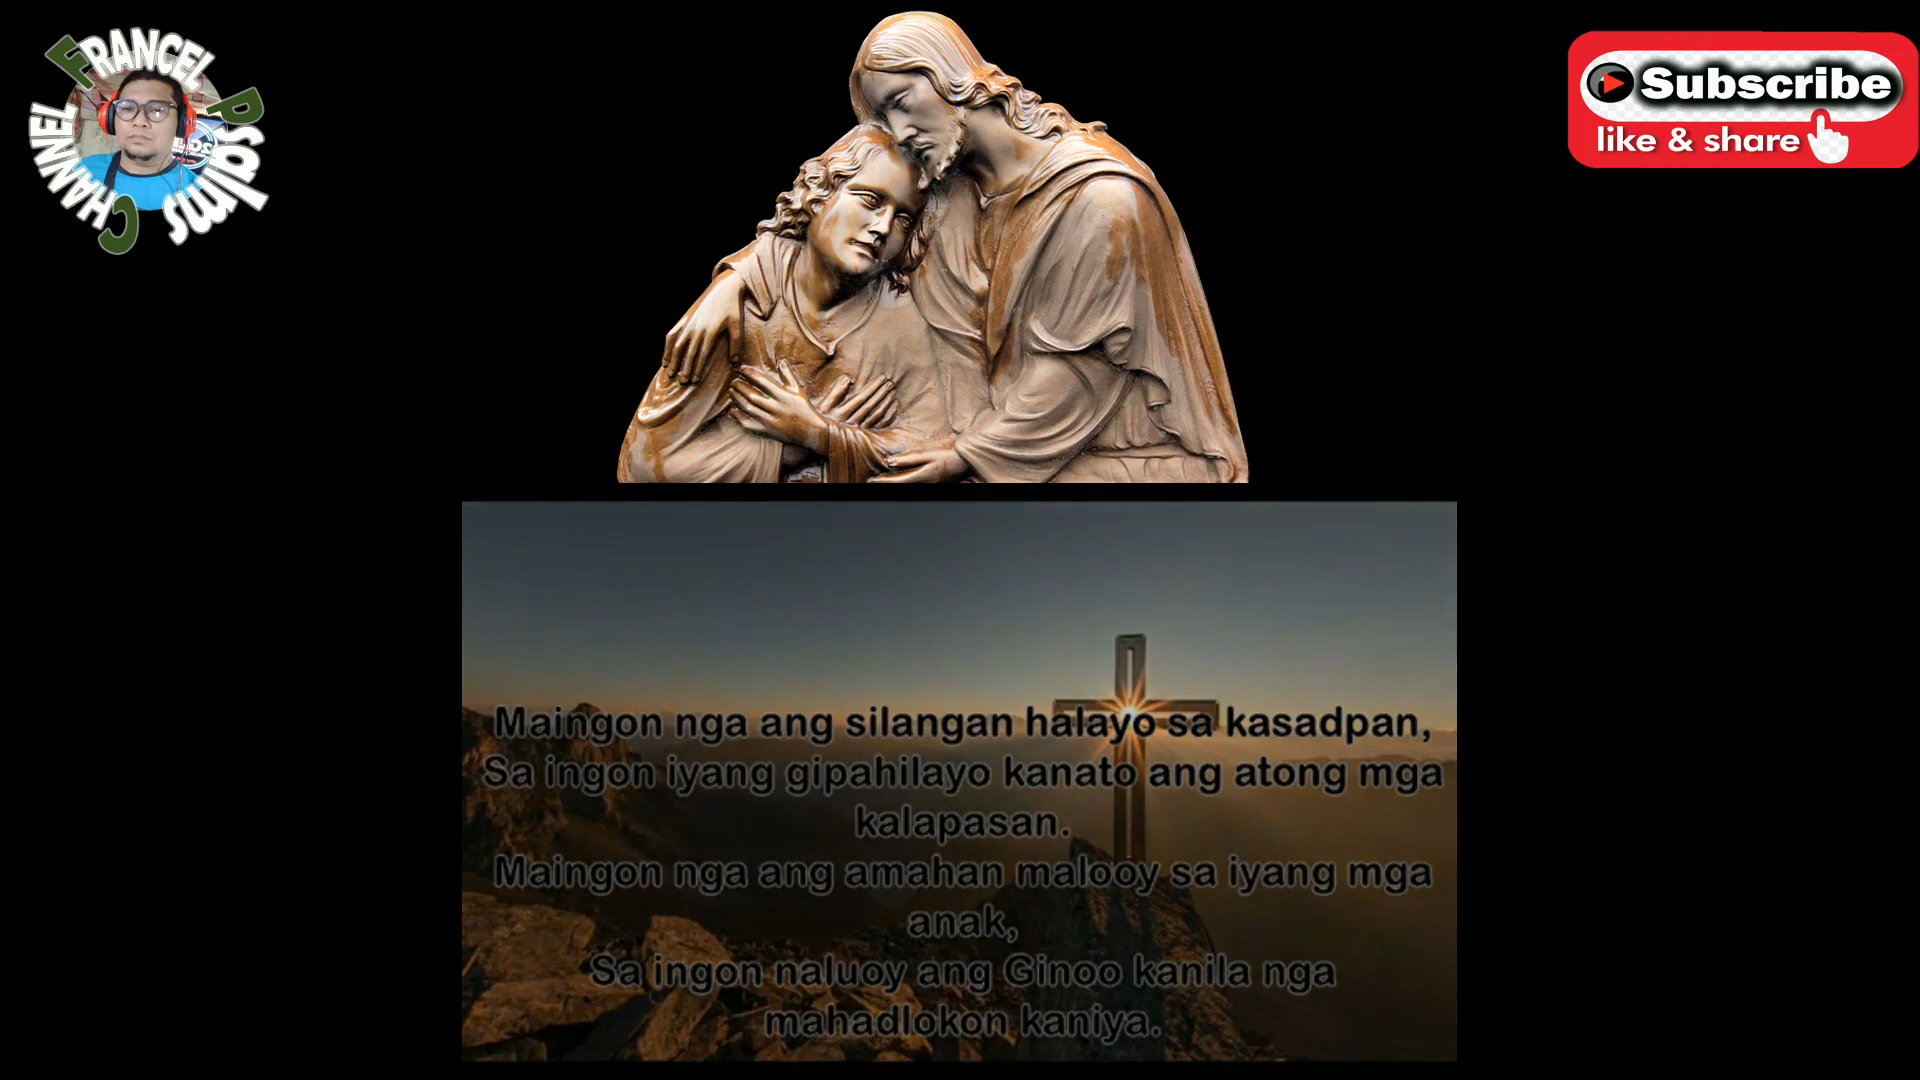 FRANCEL Psalms CHANNEL
Subscribe
like & share
Maingon nga ang silangan halayo sa kasadpan,
Sa ingon iyang gipahilayo kanato ang atong mga
kalapasan.
Maingon nga ang amahan malooy sa iyang mga
anak,
Sa ingon naluoy ang Ginoo kanila nga
mahadlokon kaniya.